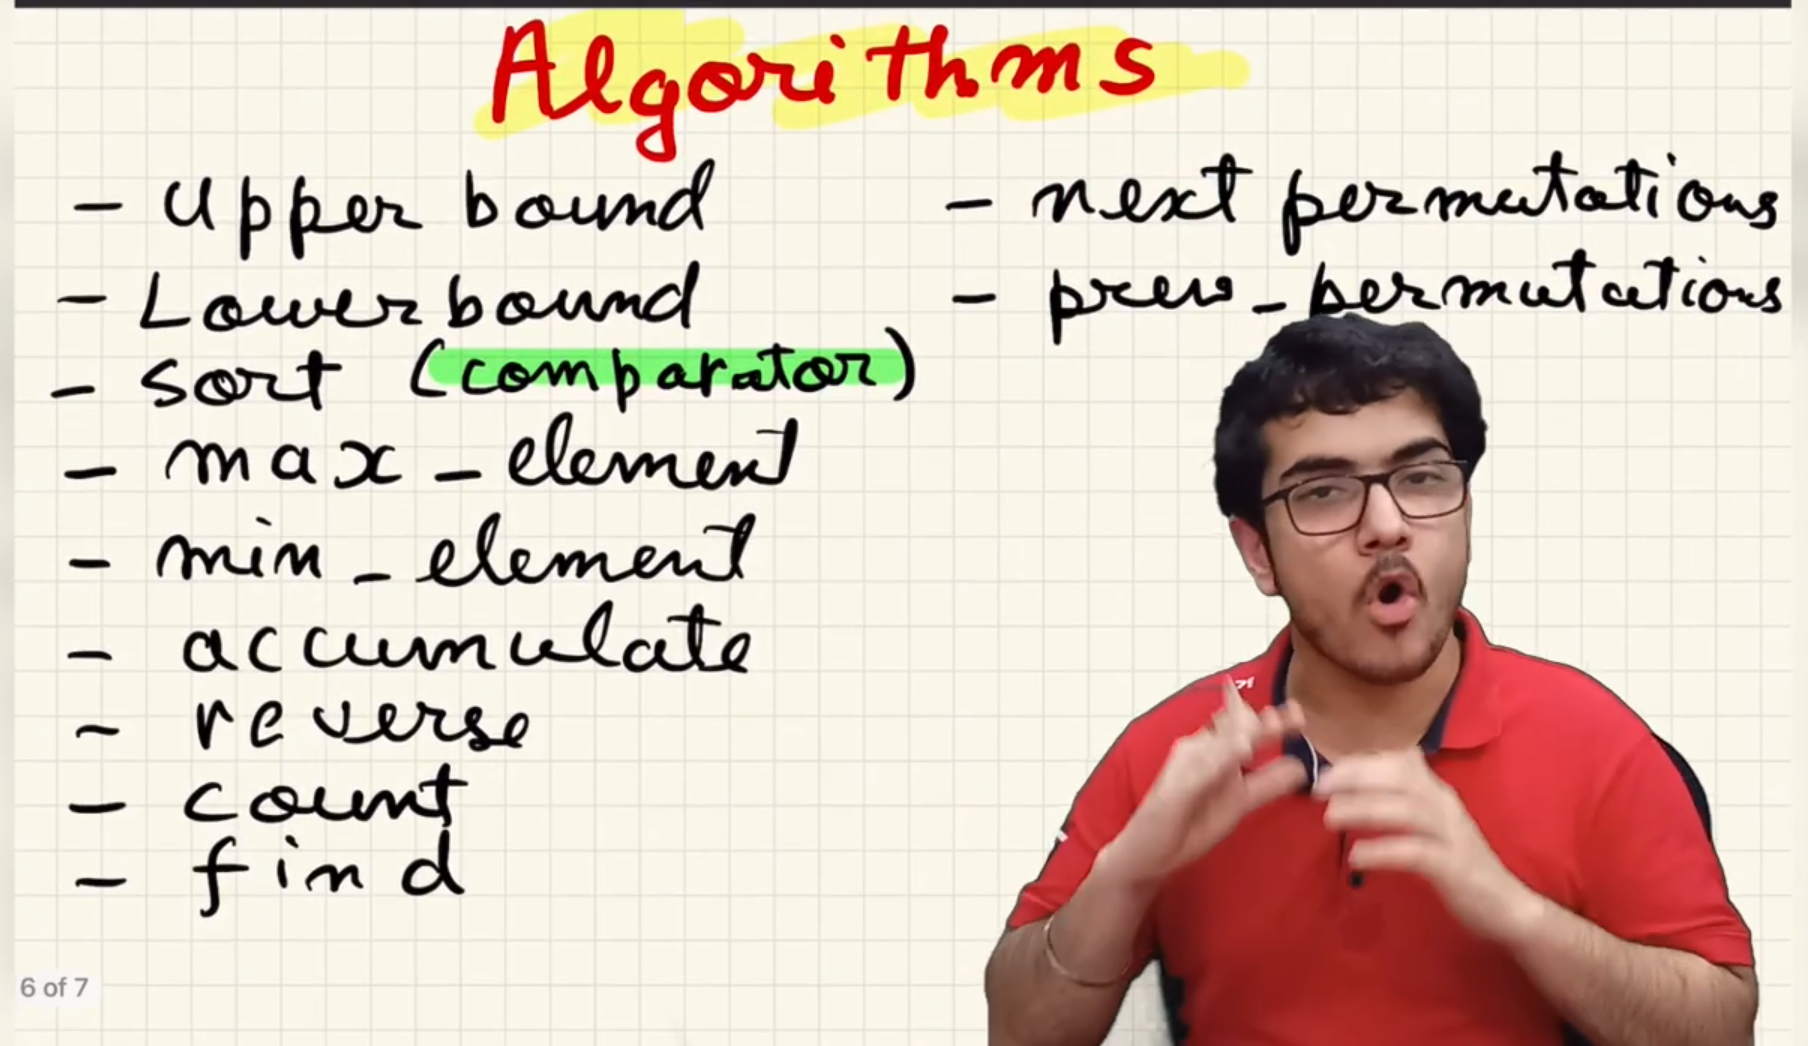 Algorithms
- Upper bound
- Lower bound
- Sort (comparator)
- max_element
- min_element
- accumulate
- reverse
- count
- find
- next permutations
- prev_permutations
6 of 7